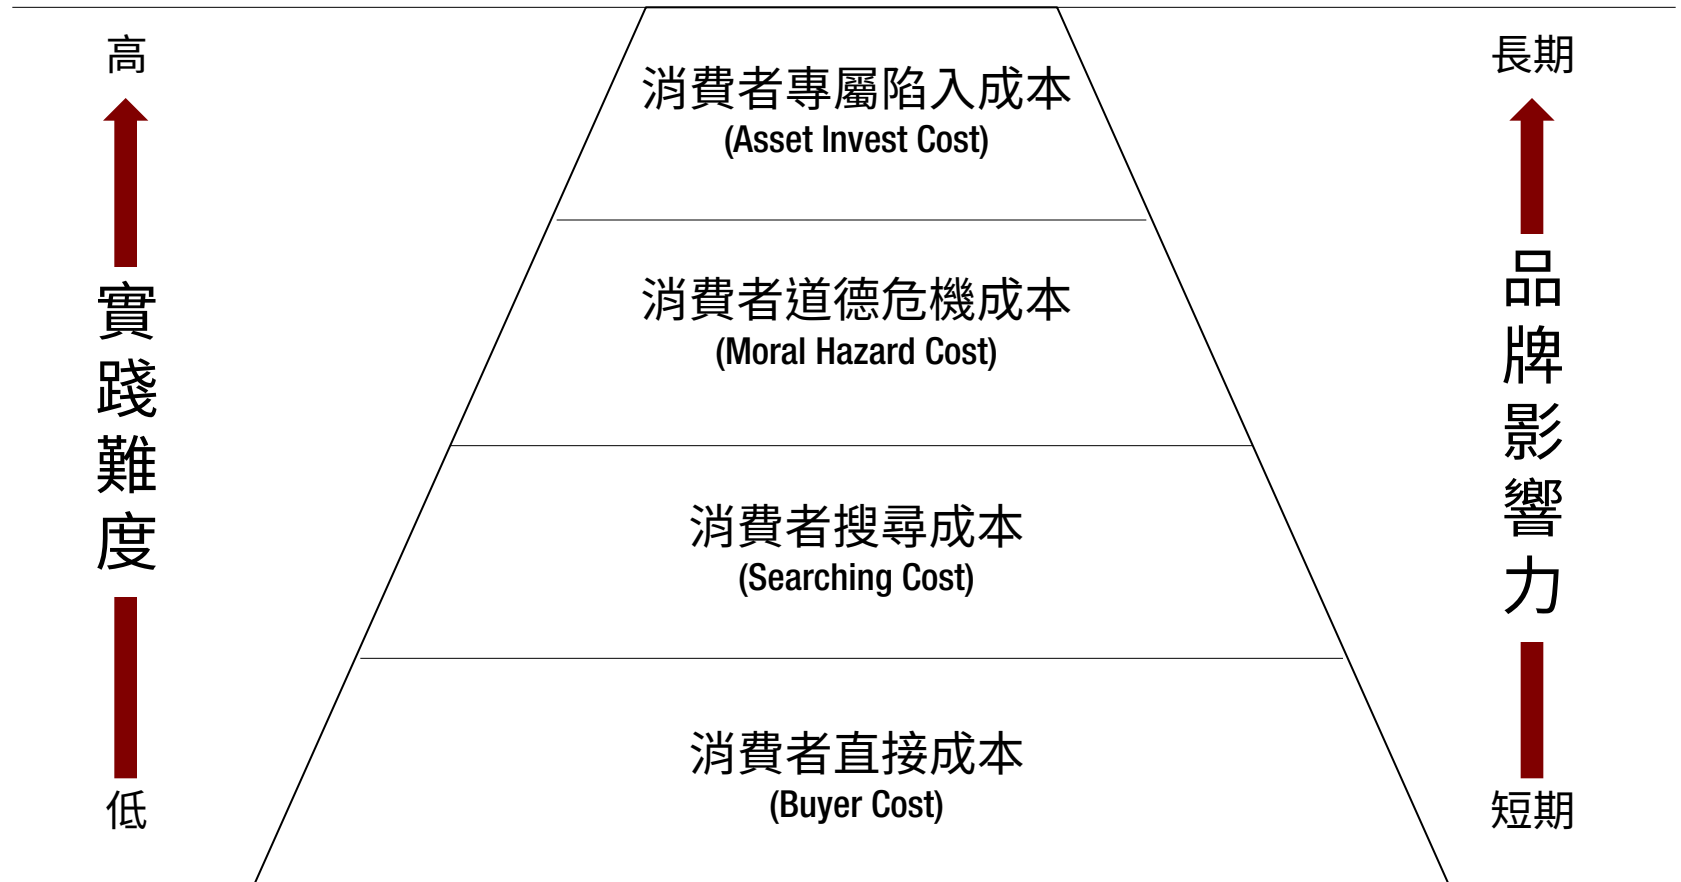 高
長期
消費者專屬陷入成本
(Asset Invest Cost)
實踐難度
品牌影響力
消費者道德危機成本
(Moral Hazard Cost)
消費者搜尋成本
(Searching Cost)
消費者直接成本
(Buyer Cost)
低
短期